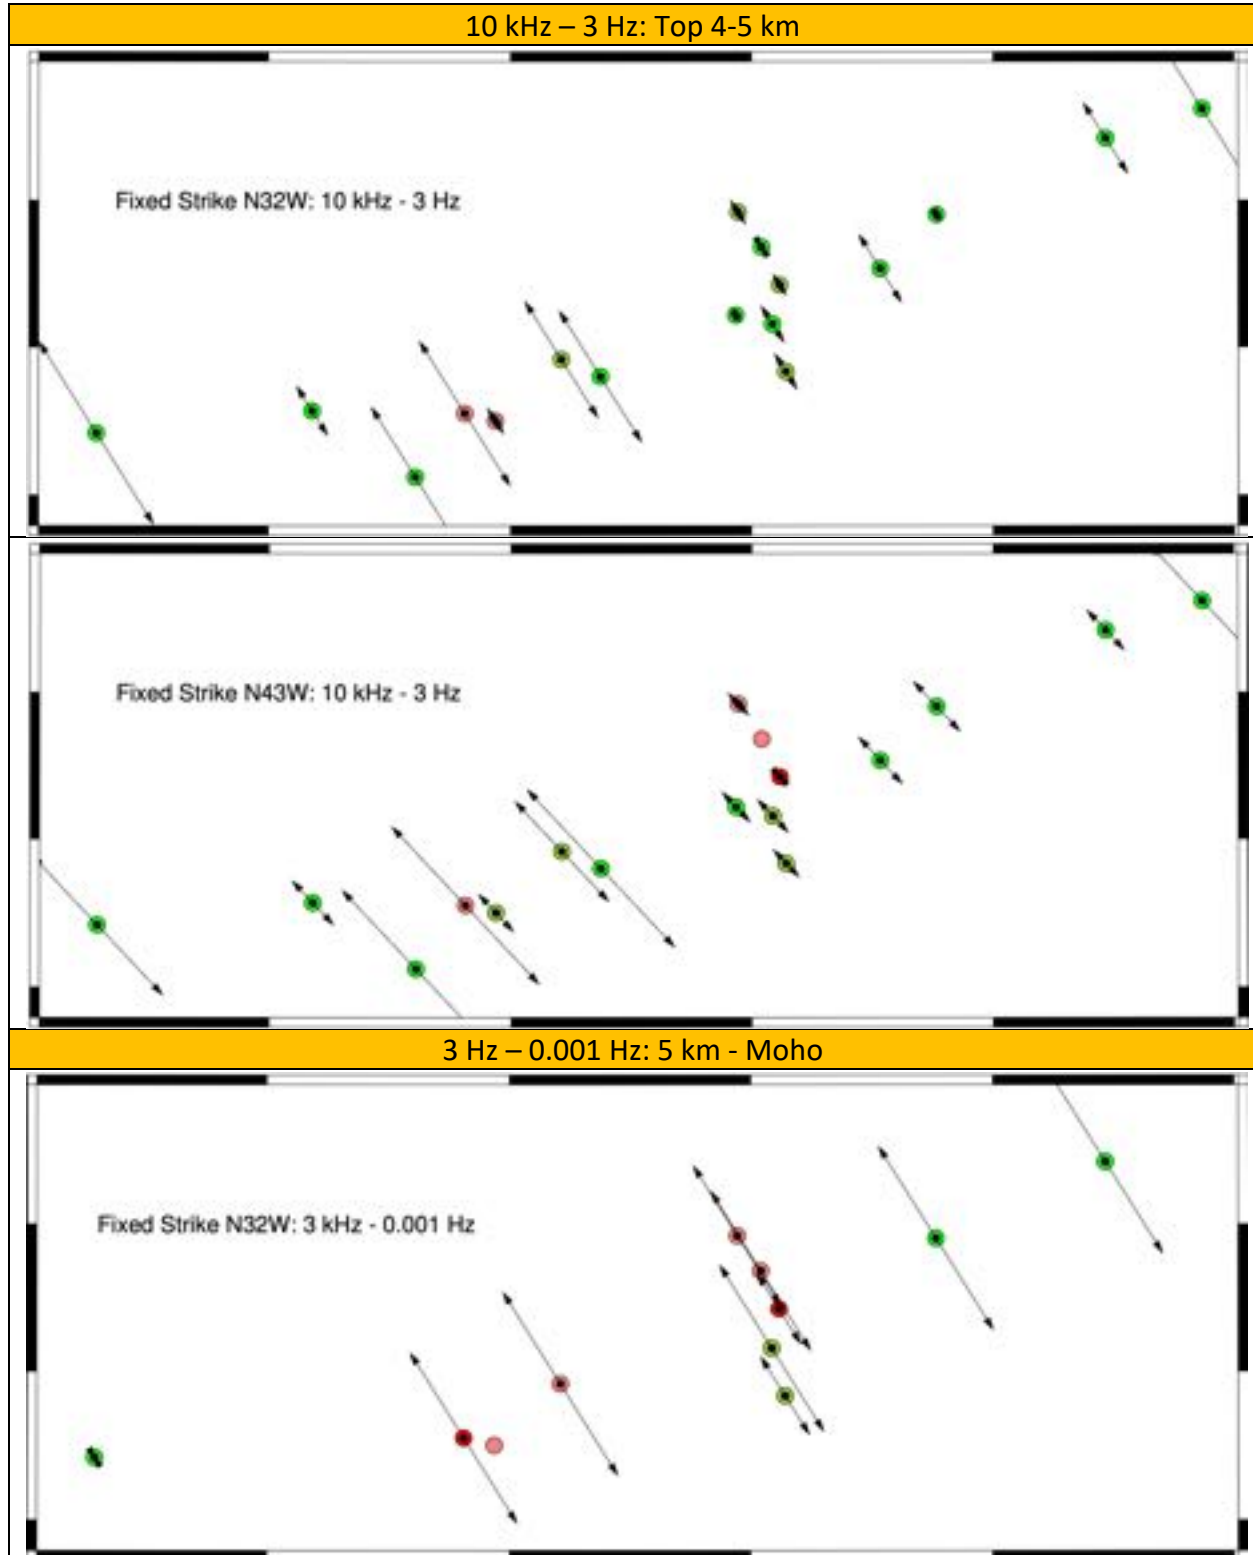 10 kHz – 3 Hz: Top 4-5 km
Fixed Strike N32W: 10 kHz - 3 Hz
Fixed Strike N43W: 10 kHz - 3 Hz
3 Hz – 0.001 Hz: 5 km - Moho
Fixed Strike N32W: 3 kHz - 0.001 Hz